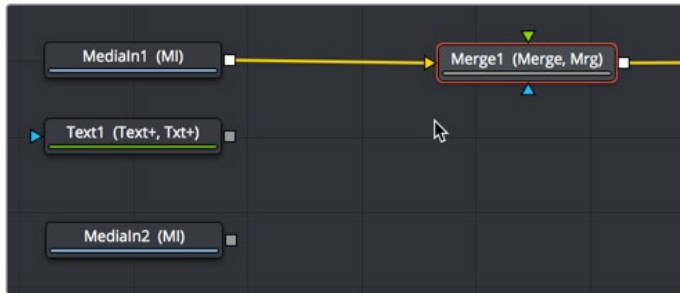 MediaIn1 (MI)
Merge1 (Merge, Mrg)
Text1 (Text+, Txt+)
MediaIn2 (MI)